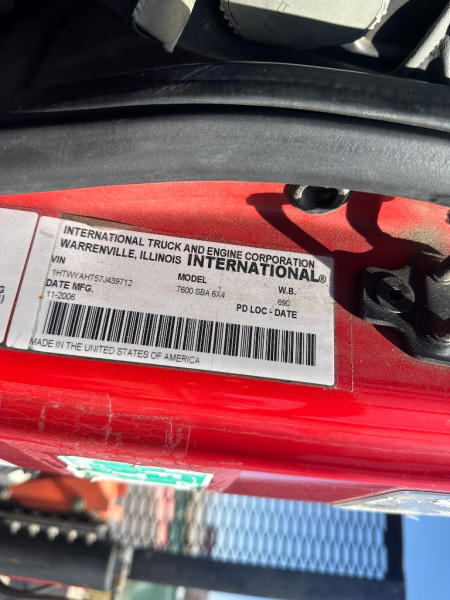 INTERNATIONAL TRUCK AND ENGINE CORPORATION
WARRENVILLE, ILLINOIS INTERNATIONAL®
VIN MODEL W.B.
1HTWYAHTS7J439712 7600 SBA 6X4 690
DATE MFG. PD LOC - DATE
11-2006
MADE IN THE UNITED STATES OF AMERICA